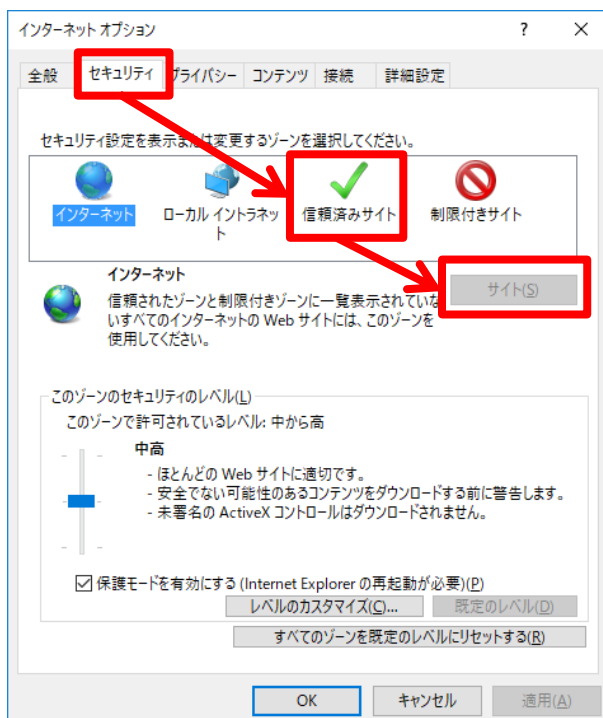 インターネット オプション ? ×
全般 セキュリティ プライバシー コンテンツ 接続 詳細設定
セキュリティ設定を表示または変更するゾーンを選択してください。
インターネット ローカル イントラネッ 信頼済みサイト 制限付きサイト
ト
インターネット
サイト(S)
信頼されたゾーンと制限付きゾーンに一覧表示されていな
いすべてのインターネットの Web サイトには、このゾーンを
使用してください。
このゾーンのセキュリティのレベル(L)
このゾーンで許可されているレベル: 中から高
中高
- ほとんどの Web サイトに適切です。
- 安全でない可能性のあるコンテンツをダウンロードする前に警告します。
- 未署名の ActiveX コントロールはダウンロードされません。
保護モードを有効にする (Internet Explorer の再起動が必要)(P)
レベルのカスタマイズ(C)... 既定のレベル(D)
すべてのゾーンを既定のレベルにリセットする(R)
OK キャンセル 適用(A)